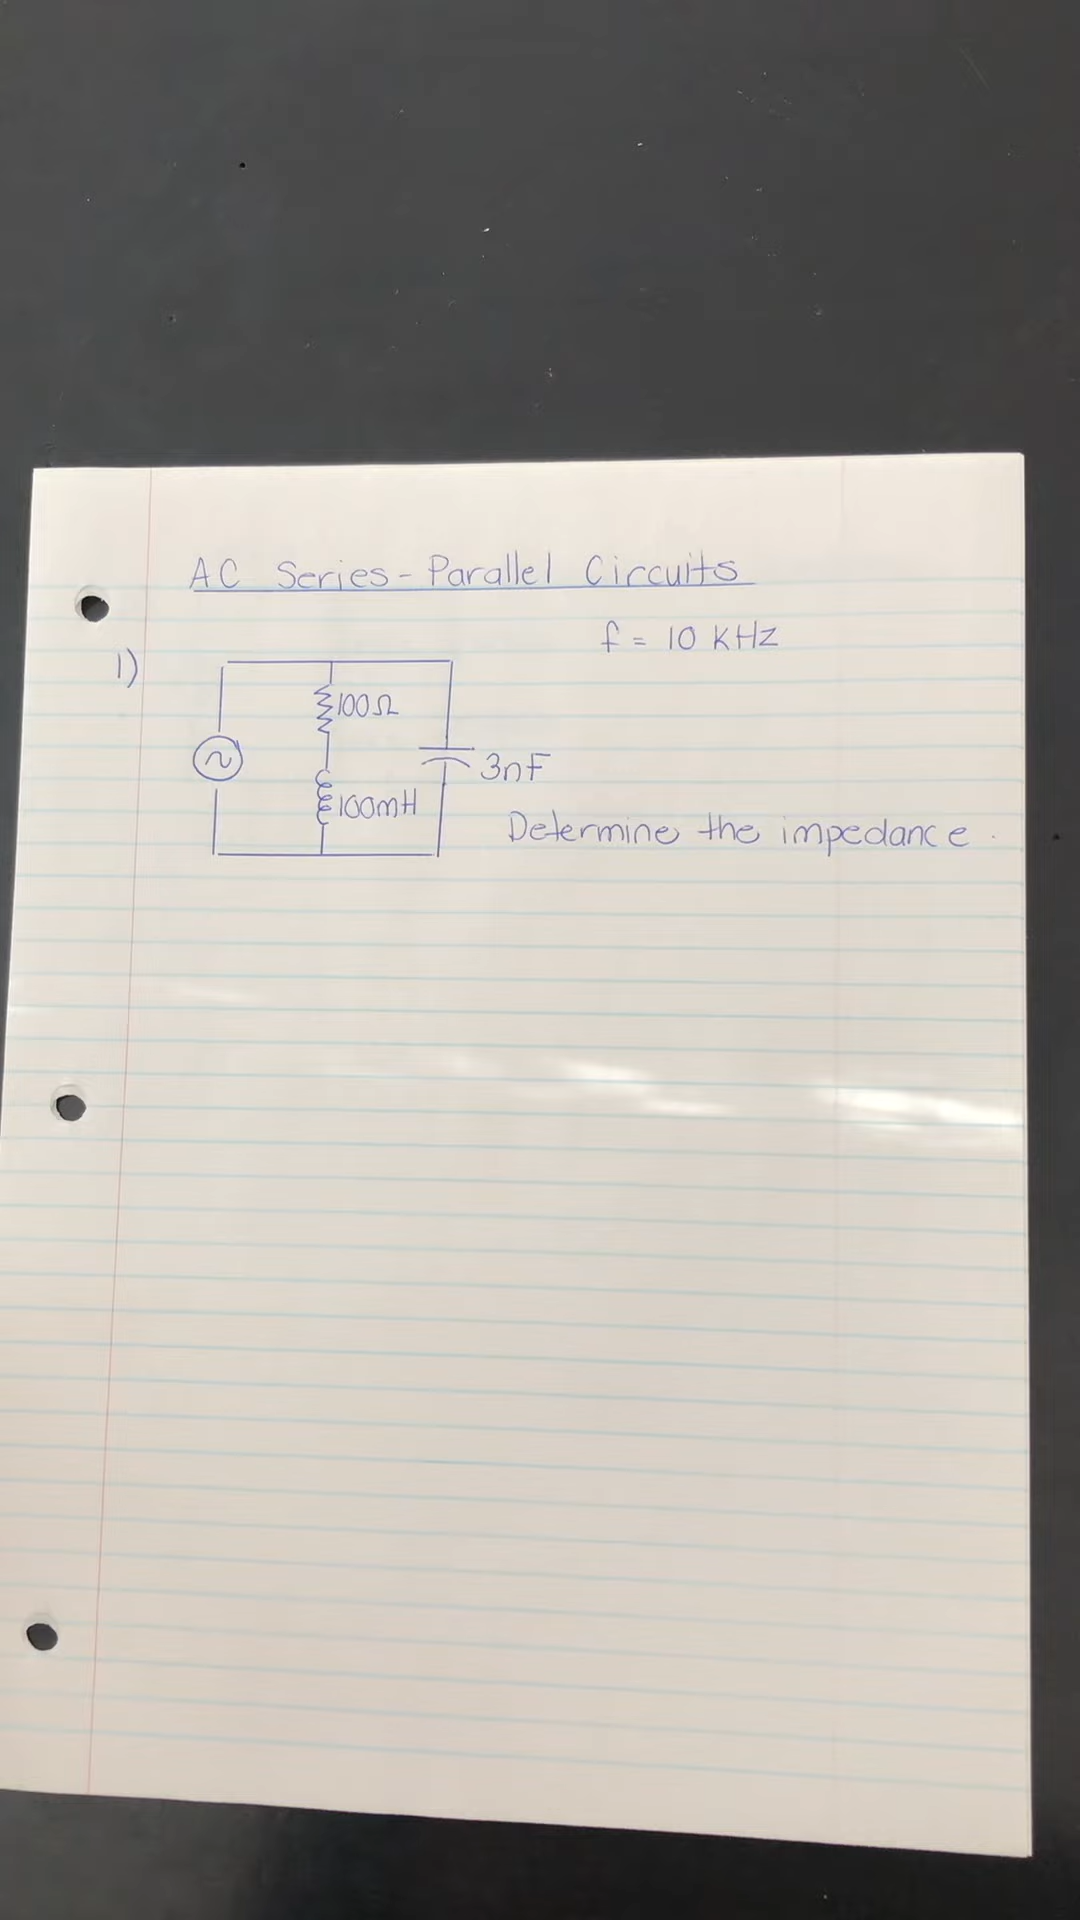 AC Series-Parallel Circuits
f = 10 KHz
1)
100Ω
3nF
100mH
Determine the impedance.